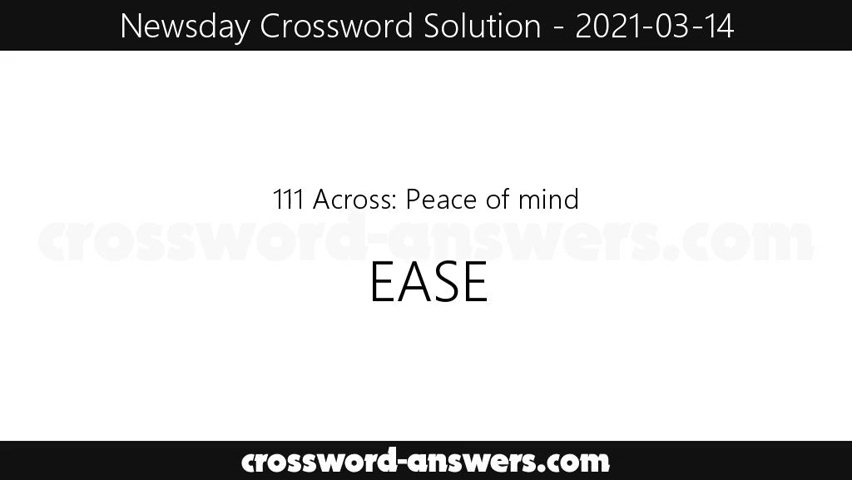 Newsday Crossword Solution - 2021-03-14
111 Across: Peace of mind
crossword-answers.com
EASE
crossword-answers.com